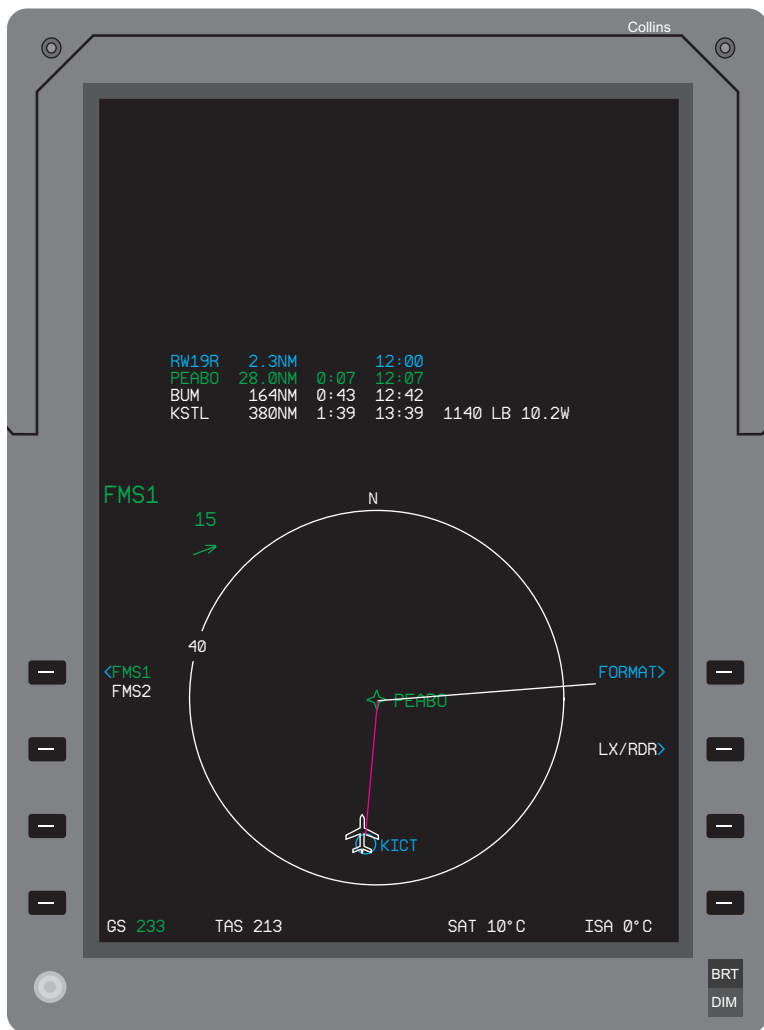 Collins
RW19R 2.3NM 12:00
PEABO 28.0NM 0:07 12:07
BUM 164NM 0:43 12:42
KSTL 380NM 1:39 13:39 1140 LB 10.2W
FMS1
15
N
40
<FMS1
FMS2
FORMAT>
PEABO
LX/RDR>
KICT
GS 233 TAS 213 SAT 10°C ISA 0°C
BRT
DIM